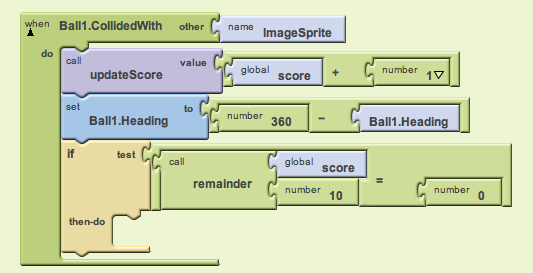 when Ball1.CollidedWith other name ImageSprite
do
call updateScore value global score + number 1
set Ball1.Heading to number 360 - Ball1.Heading
if test call remainder global score number 10 = number 0
then-do